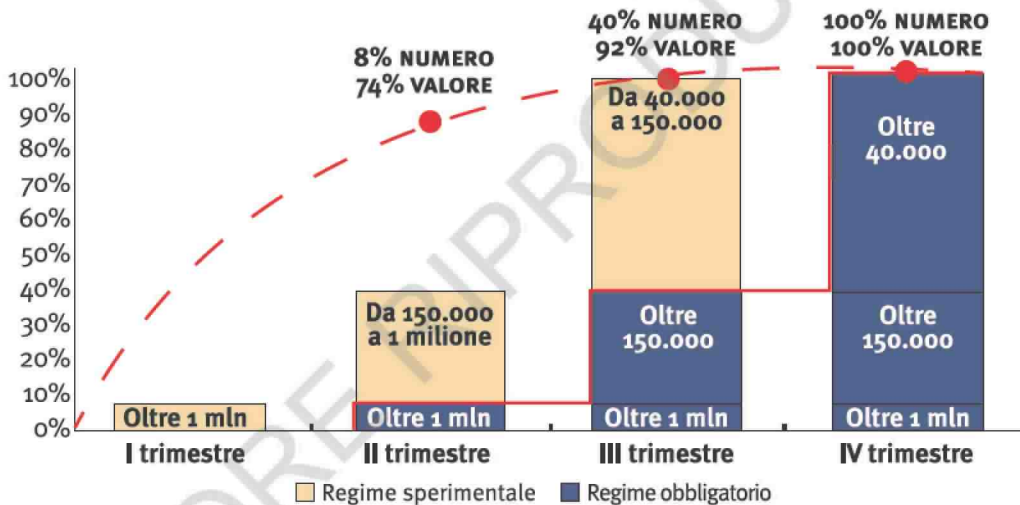 40% NUMERO
92% VALORE
100% NUMERO
100% VALORE
8% NUMERO
74% VALORE
100%
90%
80%
70%
60%
50%
40%
30%
20%
10%
0%
Oltre 1 mln
Da 150.000
a 1 milione
Oltre 1 mln
Da 40.000
a 150.000
Oltre
150.000
Oltre 1 mln
Oltre
40.000
Oltre
150.000
Oltre 1 mln
I trimestre
II trimestre
III trimestre
IV trimestre
Regime sperimentale
Regime obbligatorio
ORE RIPRODU